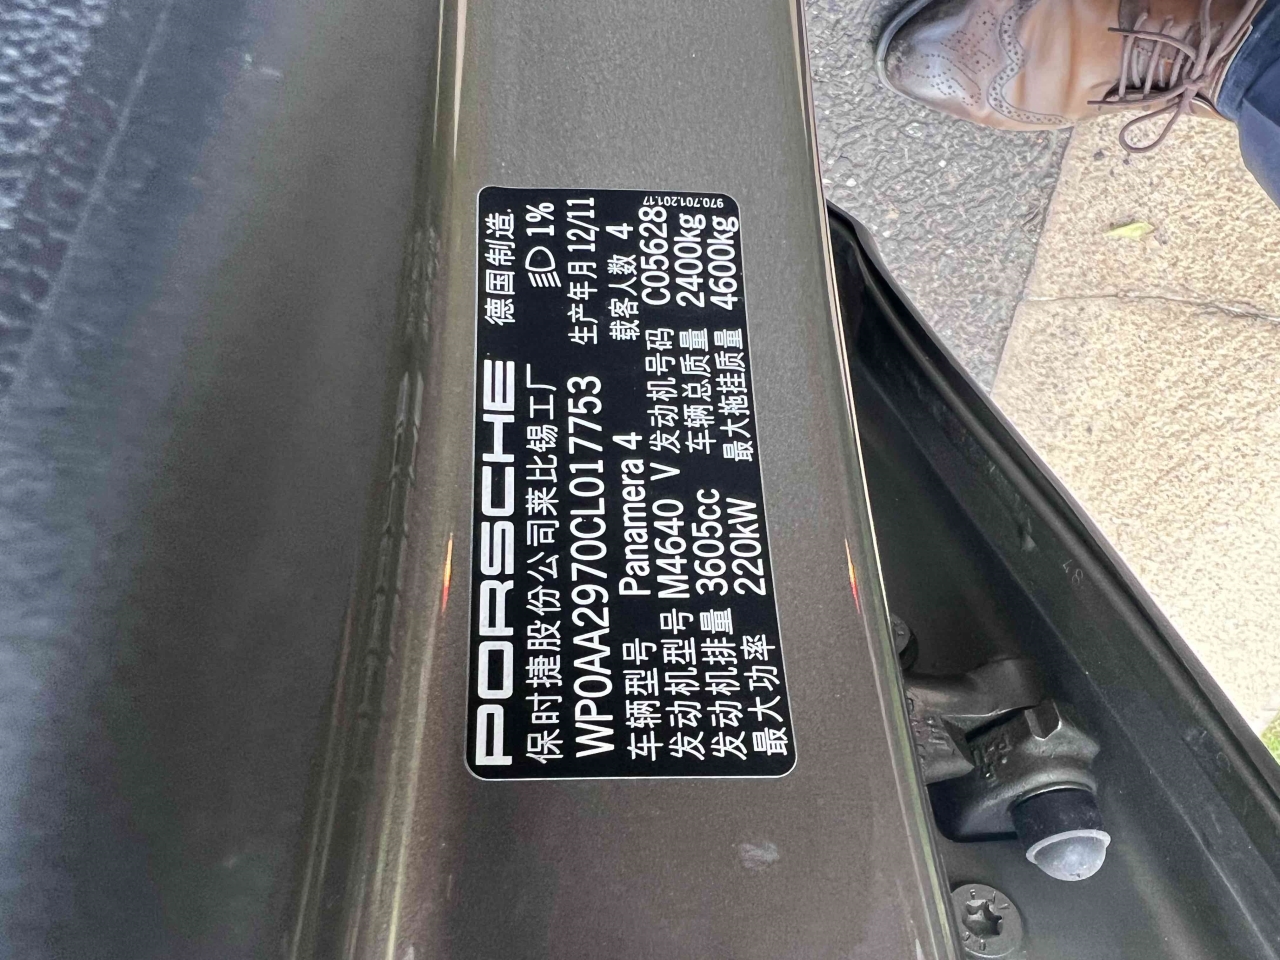 PORSCHE 德国制造.
保时捷股份公司莱比锡工厂 1%
WP0AA2970CL017753 生产年月 12/11
车辆型号 Panamera 4 载客人数 4
发动机型号 M4640 V 发动机号码 C05628
发动机排量 3605cc 车辆总质量 2400kg
最大功率 220kW 最大拖挂质量 4600kg
970.701.201.17
48